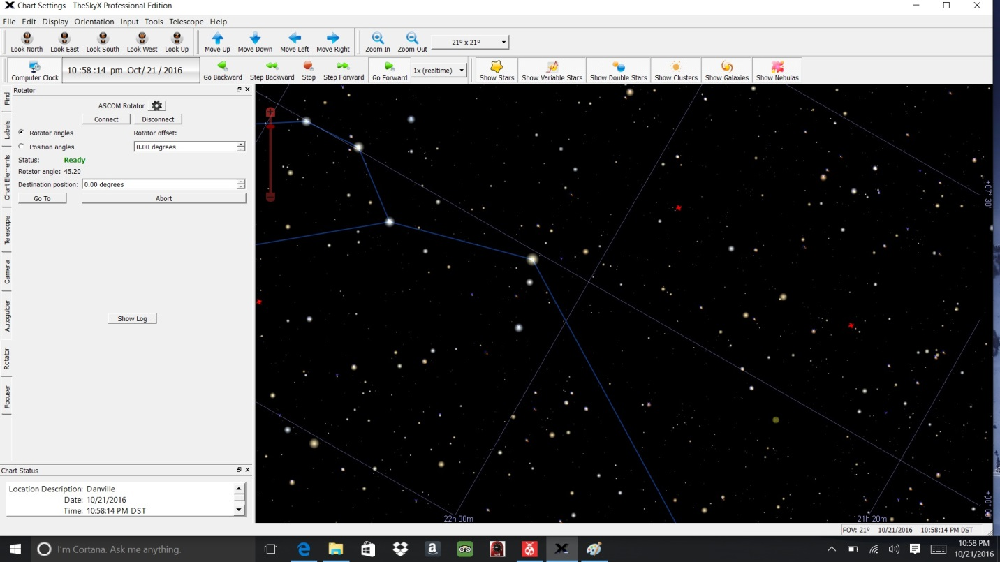 Chart Settings - TheSkyX Professional Edition
File Edit Display Orientation Input Tools Telescope Help
Look North Look East Look South Look West Look Up Move Up Move Down Move Left Move Right Zoom In Zoom Out 21° x 21°
Computer Clock 10 :58 :14 pm Oct/ 21 / 2016 Go Backward Step Backward Stop Step Forward Go Forward 1x (realtime) Show Stars Show Variable Stars Show Double Stars Show Clusters Show Galaxies Show Nebulas
Find
Labels
Chart Elements
Telescope
Camera
Autoguider
Rotator
Focuser
Rotator
ASCOM Rotator
Connect Disconnect
Rotator angles Rotator offset:
Position angles 0.00 degrees
Status: Ready
Rotator angle: 45.20
Destination position: 0.00 degrees
Go To Abort
Show Log
Chart Status
Location Description: Danville
Date: 10/21/2016
Time: 10:58:14 PM DST
+07° 30'
+00° 00'
22h 00m 21h 20m
FOV: 21° 10/21/2016 10:58:14 PM DST
I'm Cortana. Ask me anything.
10:58 PM
10/21/2016